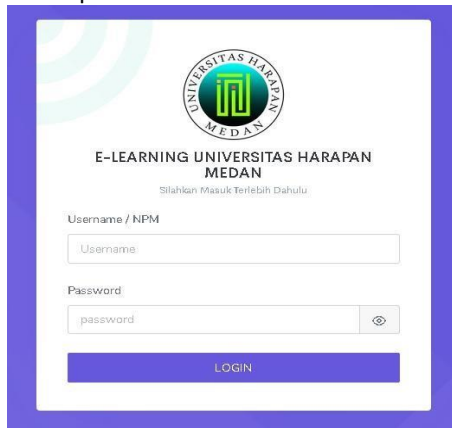 UNIVERSITAS HARAPAN
MEDAN
E-LEARNING UNIVERSITAS HARAPAN
MEDAN
Silahkan Masuk Terlebih Dahulu
Username / NPM
Username
Password
password
LOGIN